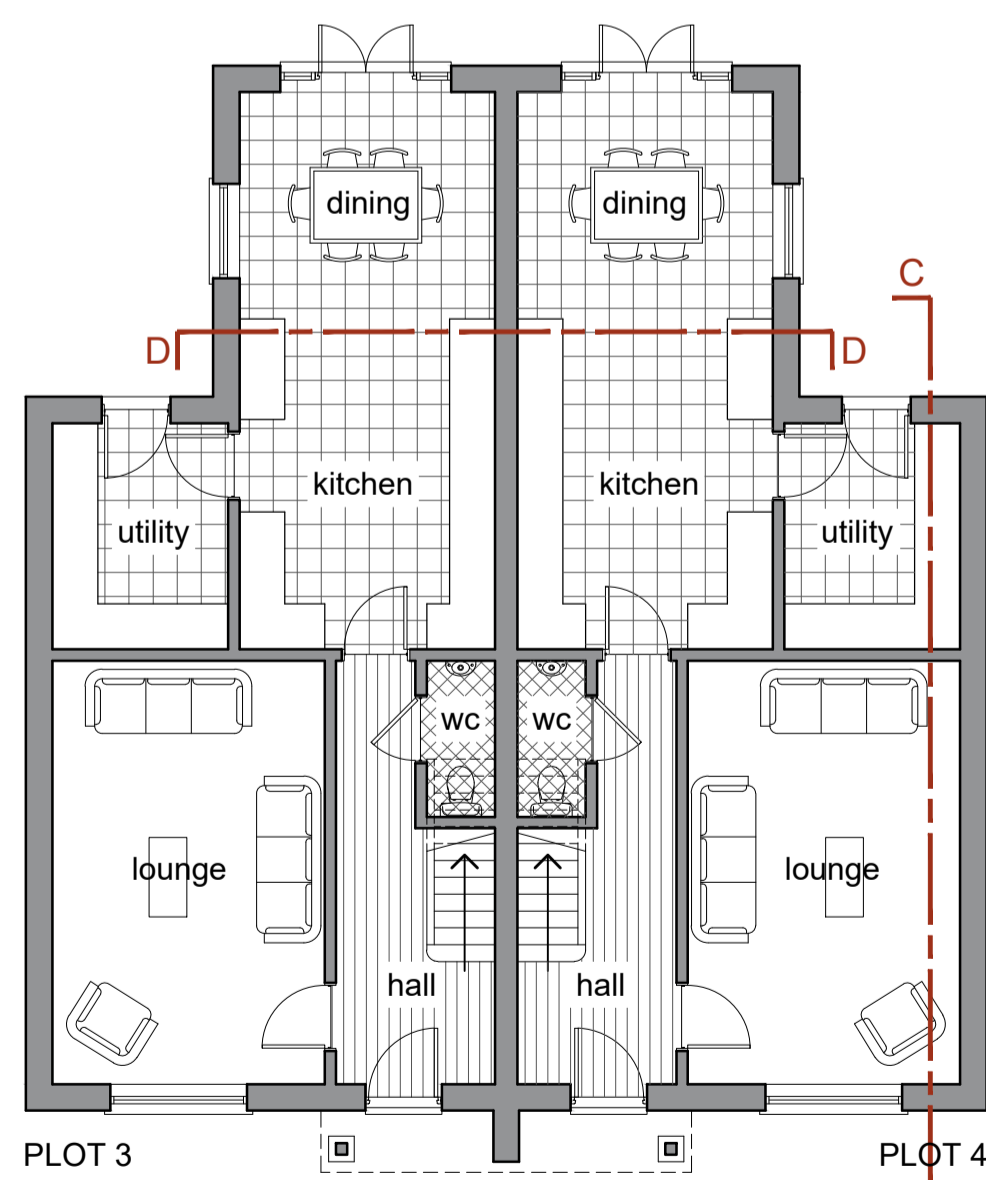 dining dining
C
D D
kitchen kitchen
utility utility
wc wc
lounge lounge
hall hall
PLOT 3 PLOT 4